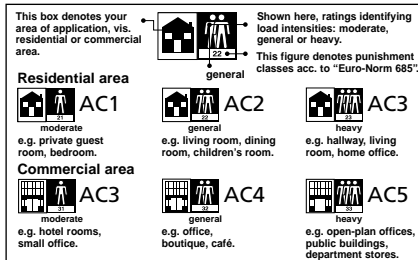 This box denotes your
area of application, vis.
residential or commercial
area.
22
general
Shown here, ratings identifying
load intensities: moderate,
general or heavy.
This figure denotes punishment
classes acc. to “Euro-Norm 685”.
Residential area
21
AC1
moderate
e.g. private guest
room, bedroom.
22
AC2
general
e.g. living room, dining
room, children’s room.
23
AC3
heavy
e.g. hallway, living
room, home office.
Commercial area
31
AC3
moderate
e.g. hotel rooms,
small office.
32
AC4
general
e.g. office,
boutique, café.
33
AC5
heavy
e.g. open-plan offices,
public buildings,
department stores.